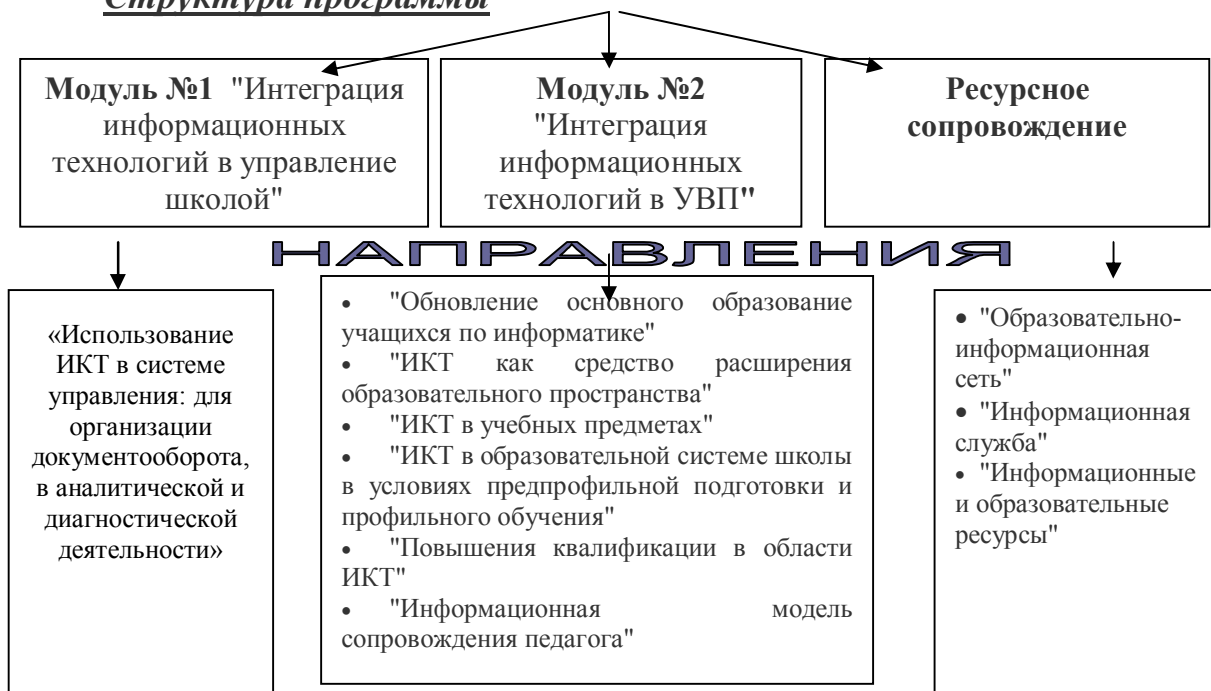 Структура программы
Модуль №1 "Интеграция
информационных
технологий в управление
школой"
Модуль №2
"Интеграция
информационных
технологий в УВП"
Ресурсное
сопровождение
НАПРАВЛЕНИЯ
«Использование
ИКТ в системе
управления: для
организации
документооборота,
в аналитической и
диагностической
деятельности»
• "Обновление основного образование
учащихся по информатике"
• "ИКТ как средство расширения
образовательного пространства"
• "ИКТ в учебных предметах"
• "ИКТ в образовательной системе школы
в условиях предпрофильной подготовки и
профильного обучения"
• "Повышения квалификации в области
ИКТ"
• "Информационная модель
сопровождения педагога"
• "Образовательно-
информационная
сеть"
• "Информационная
служба"
• "Информационные
и образовательные
ресурсы"